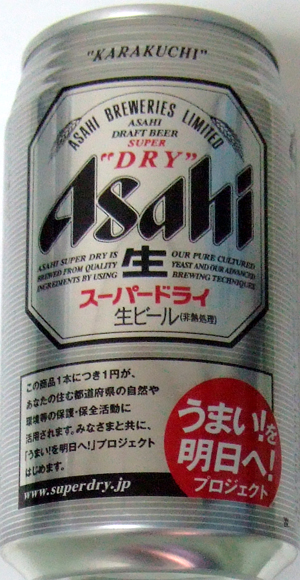 "KARAKUCHI"
ASAHI BREWERIES LIMITED
ASAHI
DRAFT BEER
SUPER
"DRY"
Asahi
ASAHI SUPER DRY IS
BREWED FROM QUALITY
INGREDIENTS BY USING
生
OUR PURE CULTURED
YEAST AND OUR ADVANCED
BREWING TECHNIQUES
スーパードライ
生ビール(非熱処理)
この商品1本につき1円が、
あなたの住む都道府県の自然や
環境等の保護・保全活動に
活用されます。みなさまと共に、
「うまい!を明日へ!」プロジェクト
はじめます。
www.superdry.jp
うまい!を
明日へ!
プロジェクト